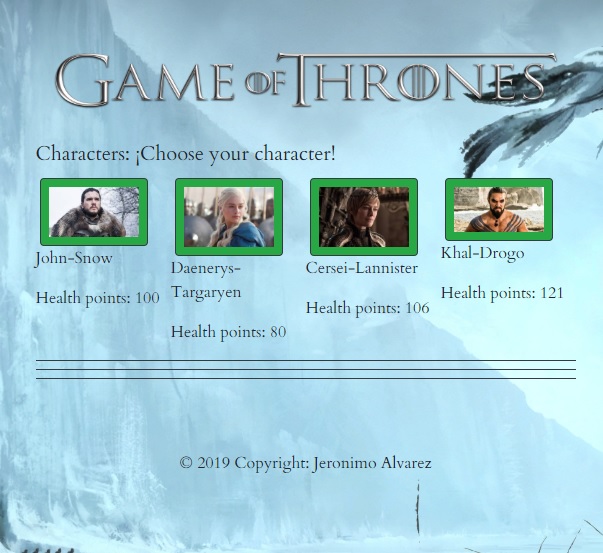 GAME OF THRONES
Characters: ¡Choose your character!
John-Snow
Health points: 100
Daenerys-
Targaryen
Health points: 80
Cersei-Lannister
Health points: 106
Khal-Drogo
Health points: 121
© 2019 Copyright: Jeronimo Alvarez